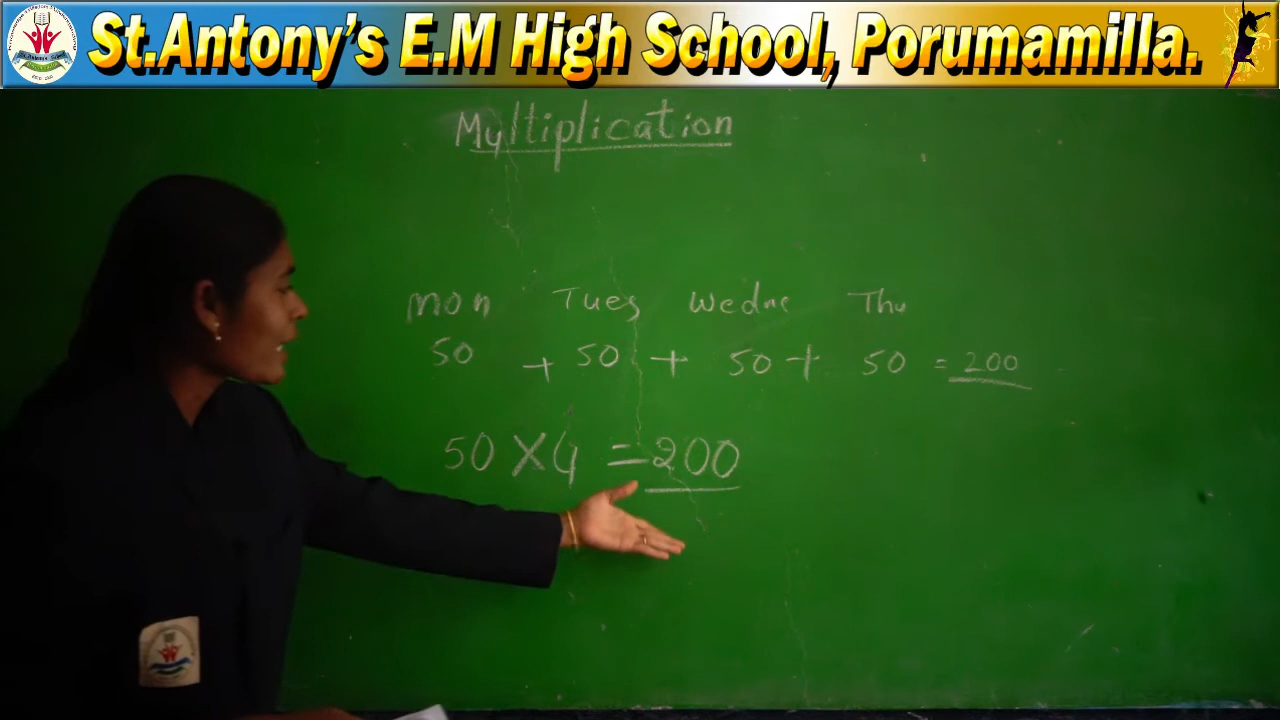 St.Antony's E.M High School, Porumamilla.
Multiplication
Mon Tues Wedne Thu
50 + 50 + 50 + 50 = 200
50 X 4 = 200